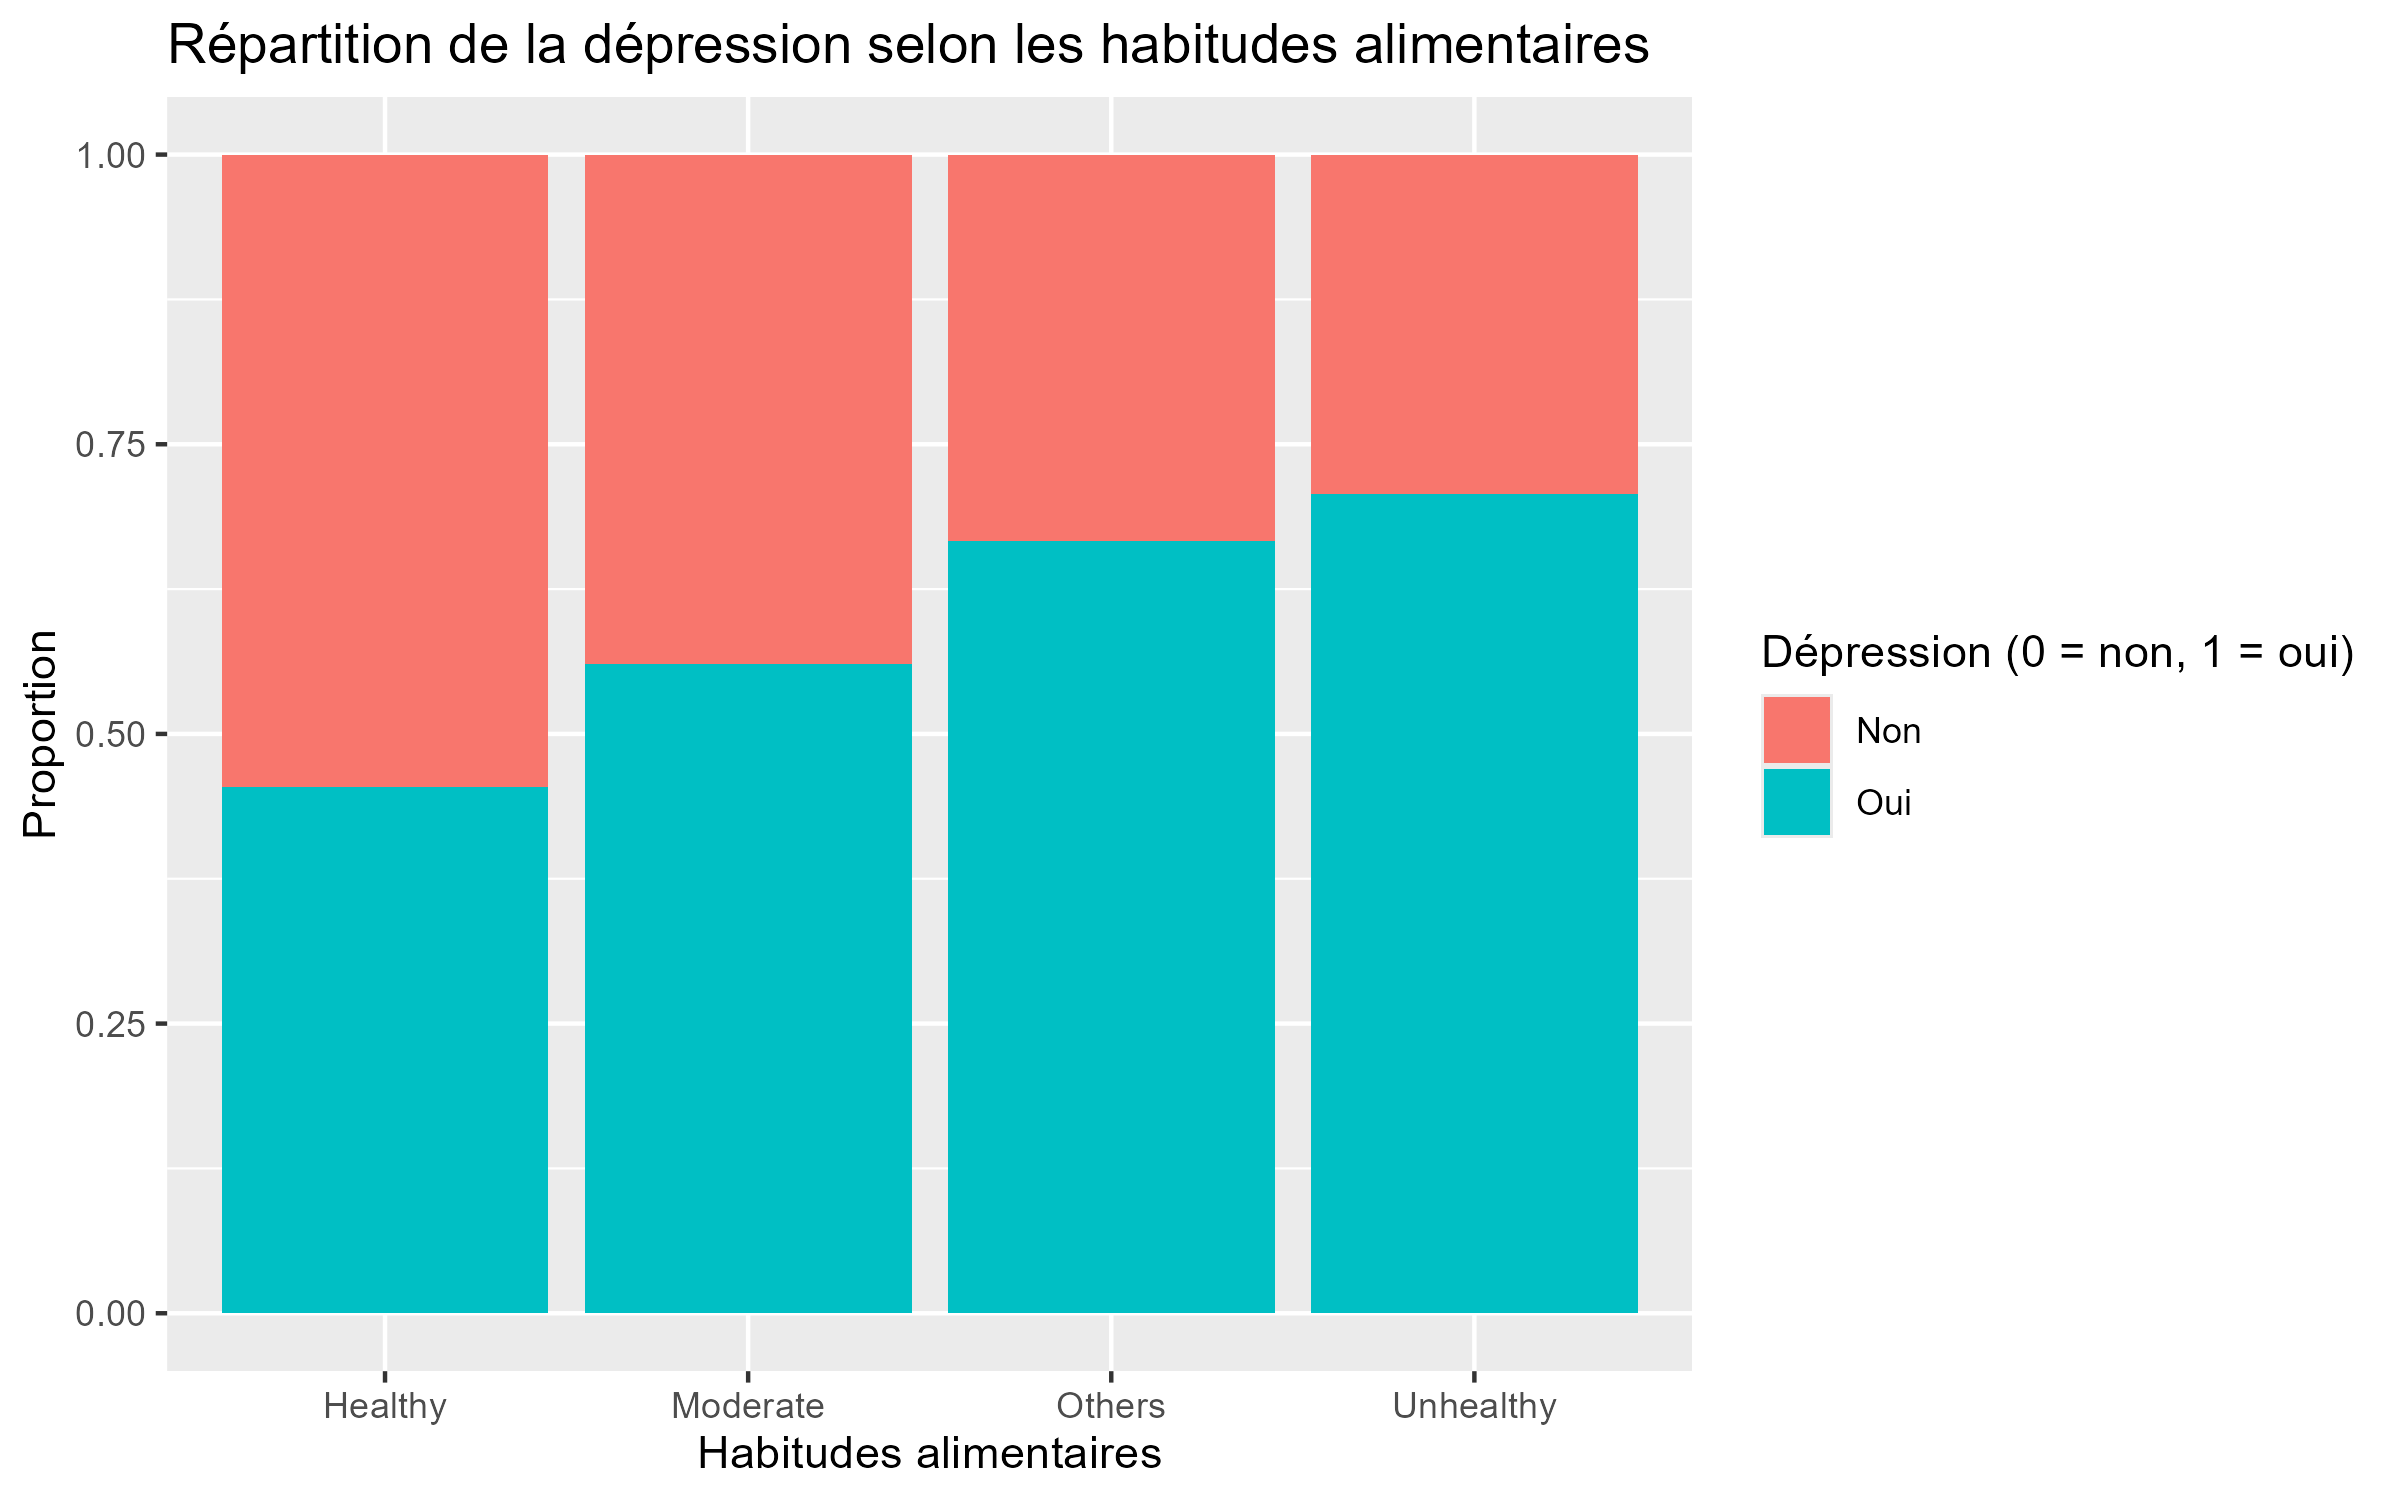 Répartition de la dépression selon les habitudes alimentaires
Proportion
1.00
0.75
0.50
0.25
0.00
Healthy
Moderate
Others
Unhealthy
Habitudes alimentaires
Dépression (0 = non, 1 = oui)
Non
Oui